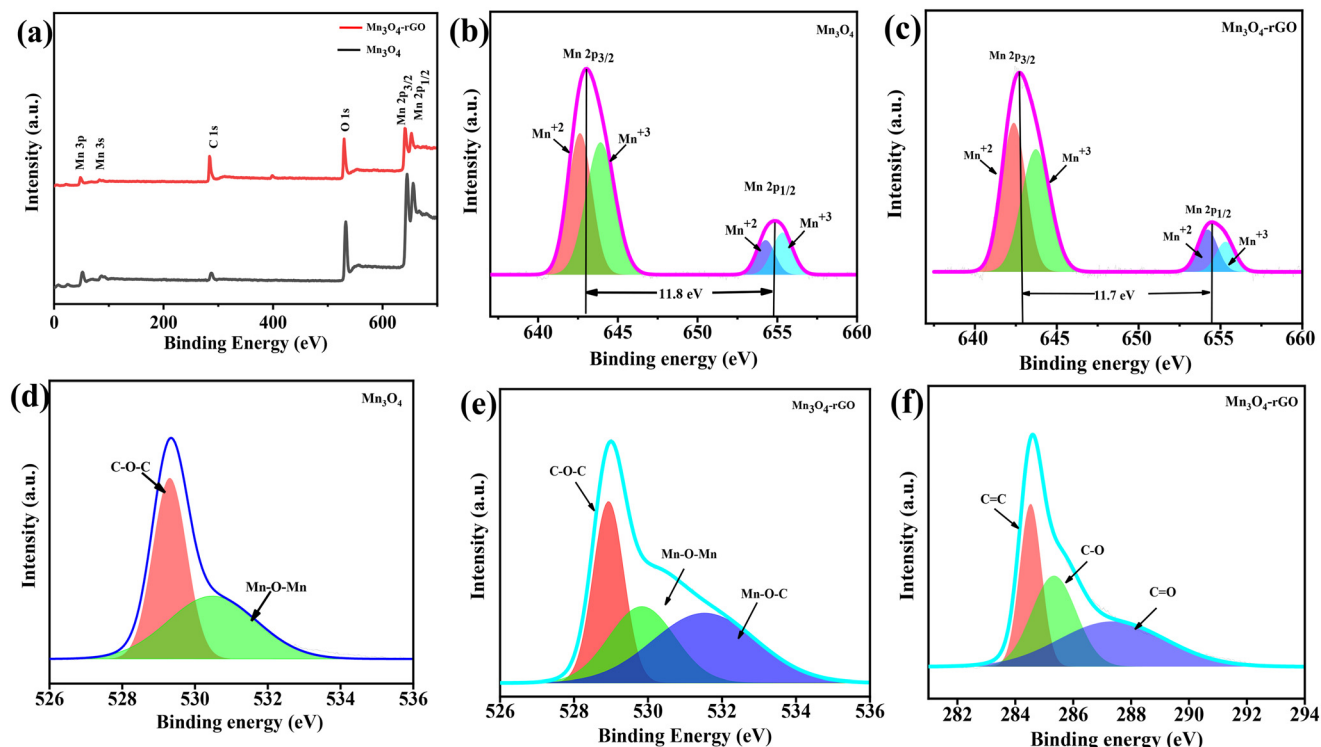 (a)
Mn₃O₄-rGO
Mn₃O₄
Mn 3p
Mn 3s
C 1s
O 1s
Mn 2p3/2
Mn 2p1/2
Intensity (a.u.)
0 200 400 600
Binding Energy (eV)
(b)
Mn₃O₄
Mn 2p3/2
Mn+2
Mn+3
Mn 2p1/2
Mn+2
Mn+3
11.8 eV
Intensity (a.u.)
640 645 650 655 660
Binding energy (eV)
(c)
Mn₃O₄-rGO
Mn 2p3/2
Mn+2
Mn+3
Mn 2p1/2
Mn+2
Mn+3
11.7 eV
Intensity (a.u.)
640 645 650 655 660
Binding energy (eV)
(d)
Mn₃O₄
C-O-C
Mn-O-Mn
Intensity (a.u.)
526 528 530 532 534 536
Binding energy (eV)
(e)
Mn₃O₄-rGO
C-O-C
Mn-O-Mn
Mn-O-C
Intensity (a.u.)
526 528 530 532 534 536
Binding energy (eV)
(f)
Mn₃O₄-rGO
C=C
C-O
C=O
Intensity (a.u.)
282 284 286 288 290 292 294
Binding energy (eV)